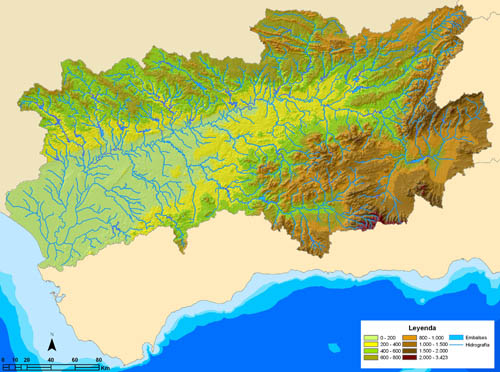 Leyenda
0 - 200
200 - 400
400 - 600
600 - 800
800 - 1.000
1.000 - 1.500
1.500 - 2.000
2.000 - 3.423
Embalses
Hidrografía
N
0 20 40 60 80
Km